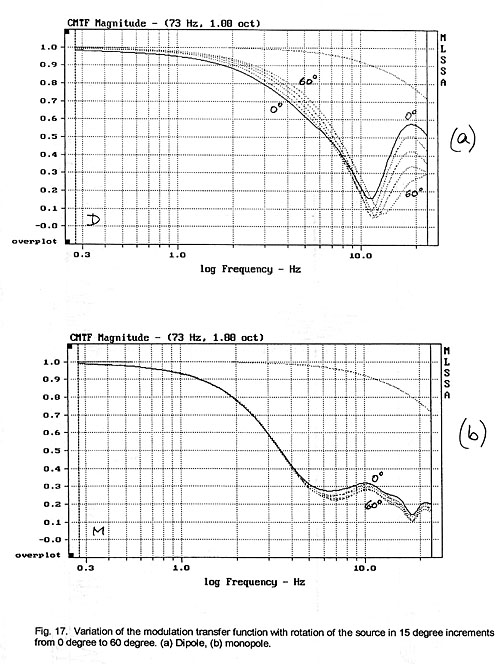 CMTF Magnitude - (73 Hz, 1.00 oct)
M
L
S
S
A
1.0
0.9
0.8
0.7
0.6
0.5
0.4
0.3
0.2
0.1
-0.0
60°
0°
0°
60°
D
(a)
overplot
0.3 1.0 10.0
log Frequency - Hz
CMTF Magnitude - (73 Hz, 1.00 oct)
M
L
S
S
A
1.0
0.9
0.8
0.7
0.6
0.5
0.4
0.3
0.2
0.1
-0.0
0°
60°
M
(b)
overplot
0.3 1.0 10.0
log Frequency - Hz
Fig. 17. Variation of the modulation transfer function with rotation of the source in 15 degree increments
from 0 degree to 60 degree. (a) Dipole, (b) monopole.